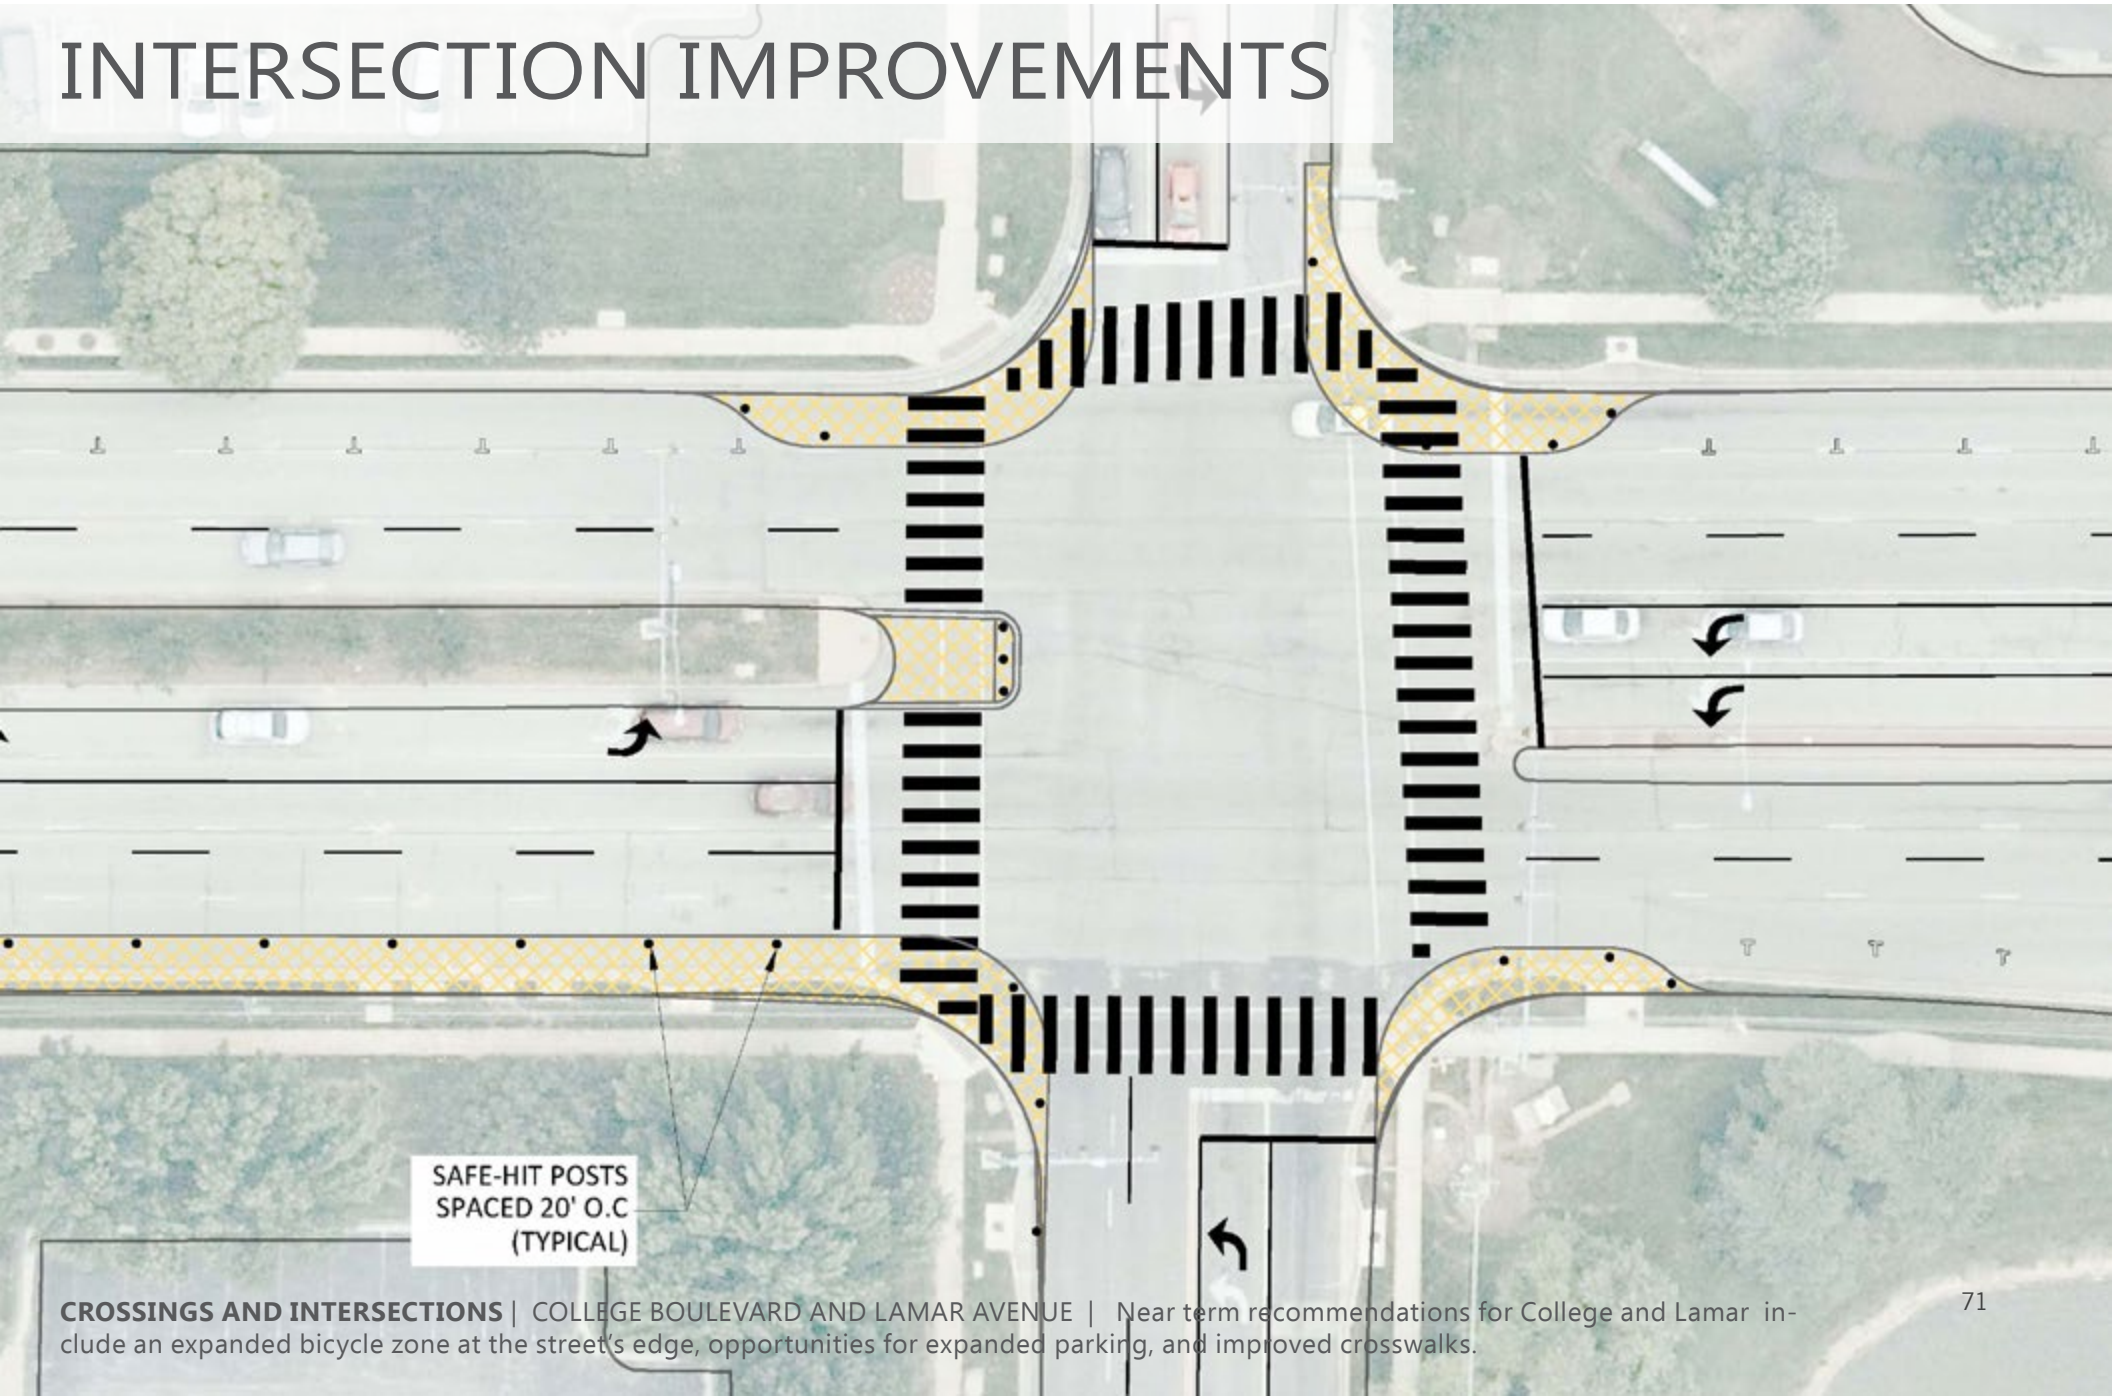 INTERSECTION IMPROVEMENTS
SAFE-HIT POSTS
SPACED 20' O.C
(TYPICAL)
CROSSINGS AND INTERSECTIONS | COLLEGE BOULEVARD AND LAMAR AVENUE | Near term recommendations for College and Lamar in-
clude an expanded bicycle zone at the street‘s edge, opportunities for expanded parking, and improved crosswalks.
71